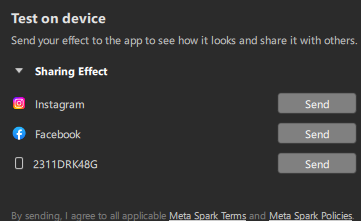 Test on device
Send your effect to the app to see how it looks and share it with others.
Sharing Effect
Instagram Send
Facebook Send
2311DRK48G Send
By sending, I agree to all applicable Meta Spark Terms and Meta Spark Policies